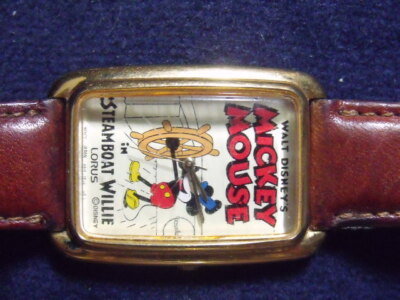 WALT DISNEY'S
MICKEY
MOUSE
in
STEAMBOAT WILLIE
LORUS
©DISNEY